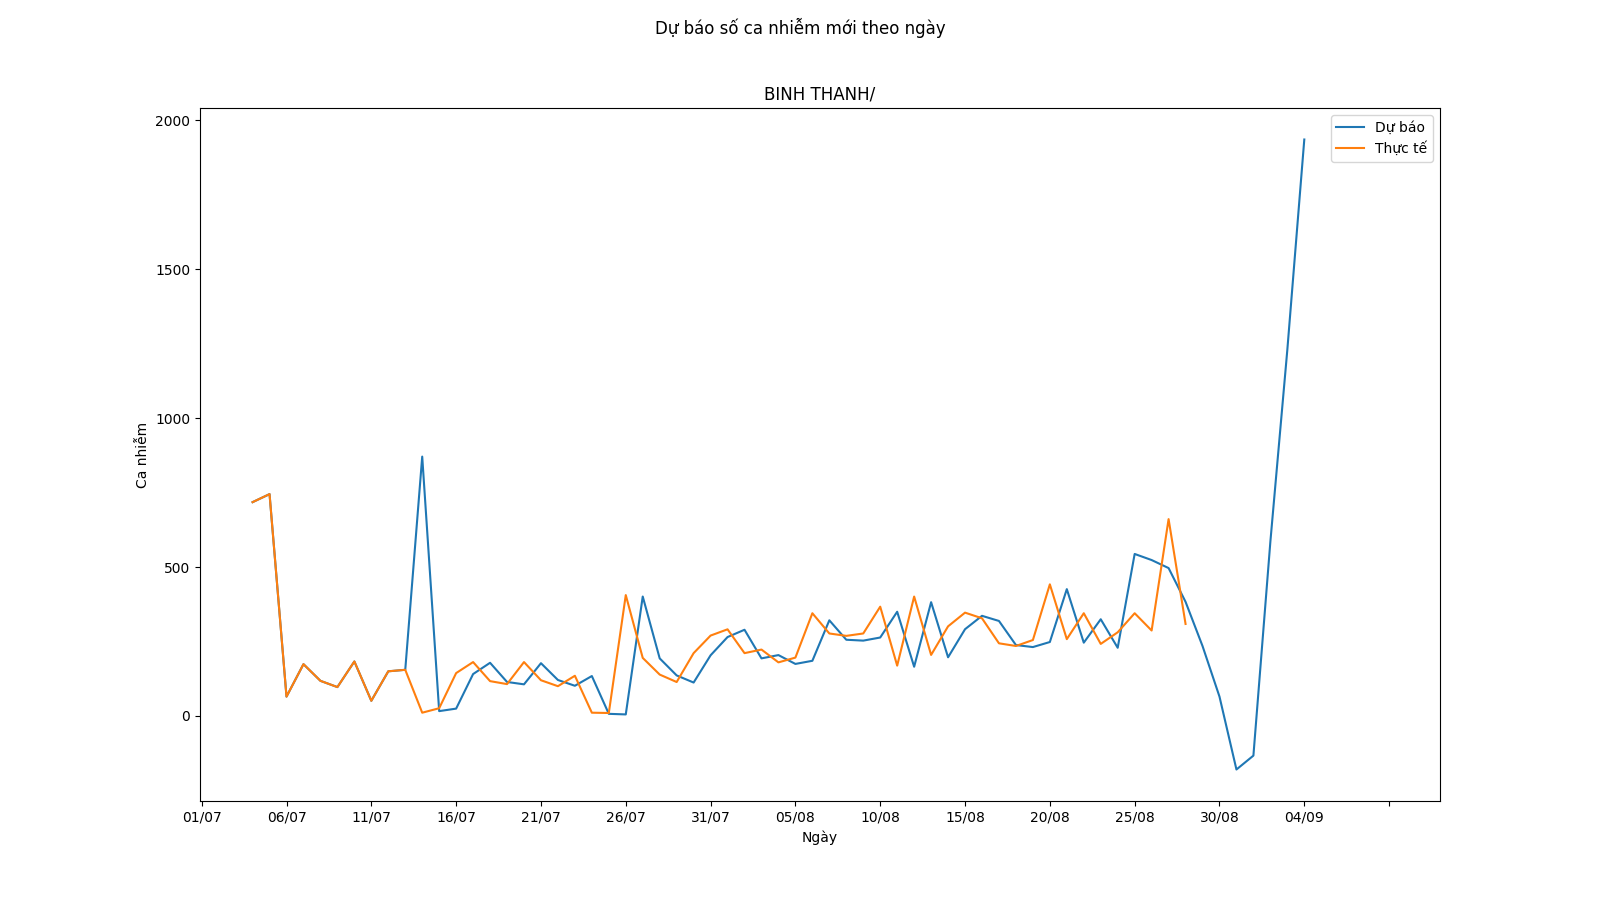 Dự báo số ca nhiễm mới theo ngày
BINH THANH/
2000
1500
1000
500
0
Ca nhiễm
Dự báo
Thực tế
01/07 06/07 11/07 16/07 21/07 26/07 31/07 05/08 10/08 15/08 20/08 25/08 30/08 04/09
Ngày